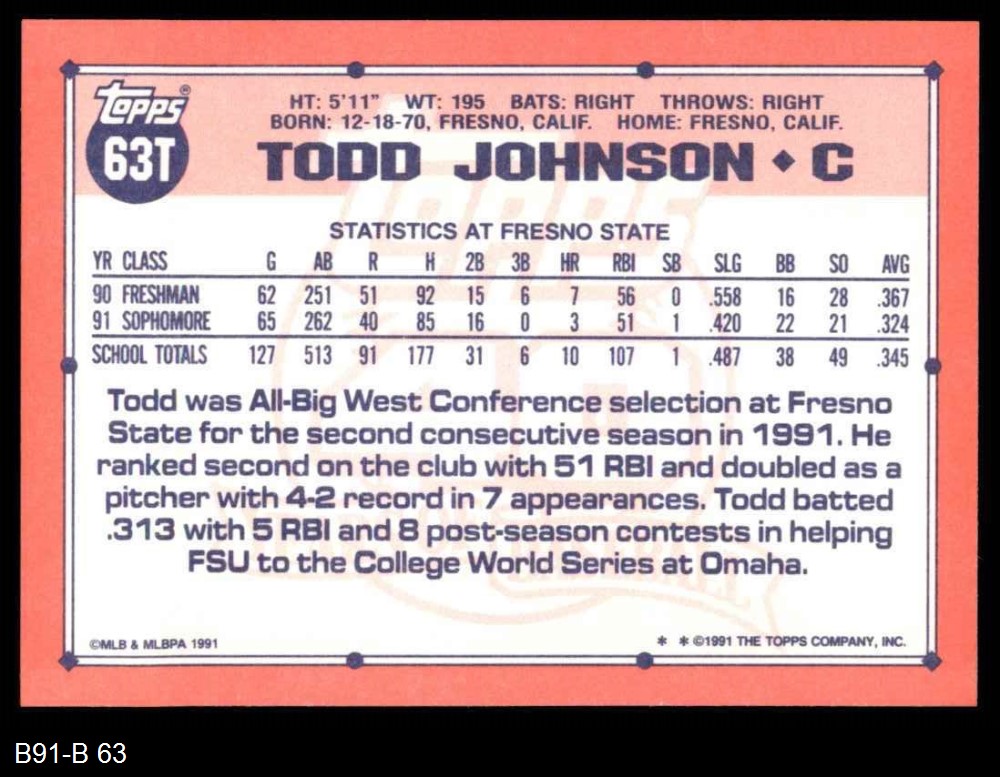 Topps®
63T
HT: 5'11" WT: 195 BATS: RIGHT THROWS: RIGHT
BORN: 12-18-70, FRESNO, CALIF. HOME: FRESNO, CALIF.
TODD JOHNSON ◆ C
STATISTICS AT FRESNO STATE
YR CLASS G AB R H 2B 3B HR RBI SB SLG BB SO AVG
90 FRESHMAN 62 251 51 92 15 6 7 56 0 .558 16 28 .367
91 SOPHOMORE 65 262 40 85 16 0 3 51 1 .420 22 21 .324
SCHOOL TOTALS 127 513 91 177 31 6 10 107 1 .487 38 49 .345
Todd was All-Big West Conference selection at Fresno
State for the second consecutive season in 1991. He
ranked second on the club with 51 RBI and doubled as a
pitcher with 4-2 record in 7 appearances. Todd batted
.313 with 5 RBI and 8 post-season contests in helping
FSU to the College World Series at Omaha.
©MLB & MLBPA 1991
* * ©1991 THE TOPPS COMPANY, INC.
B91-B 63